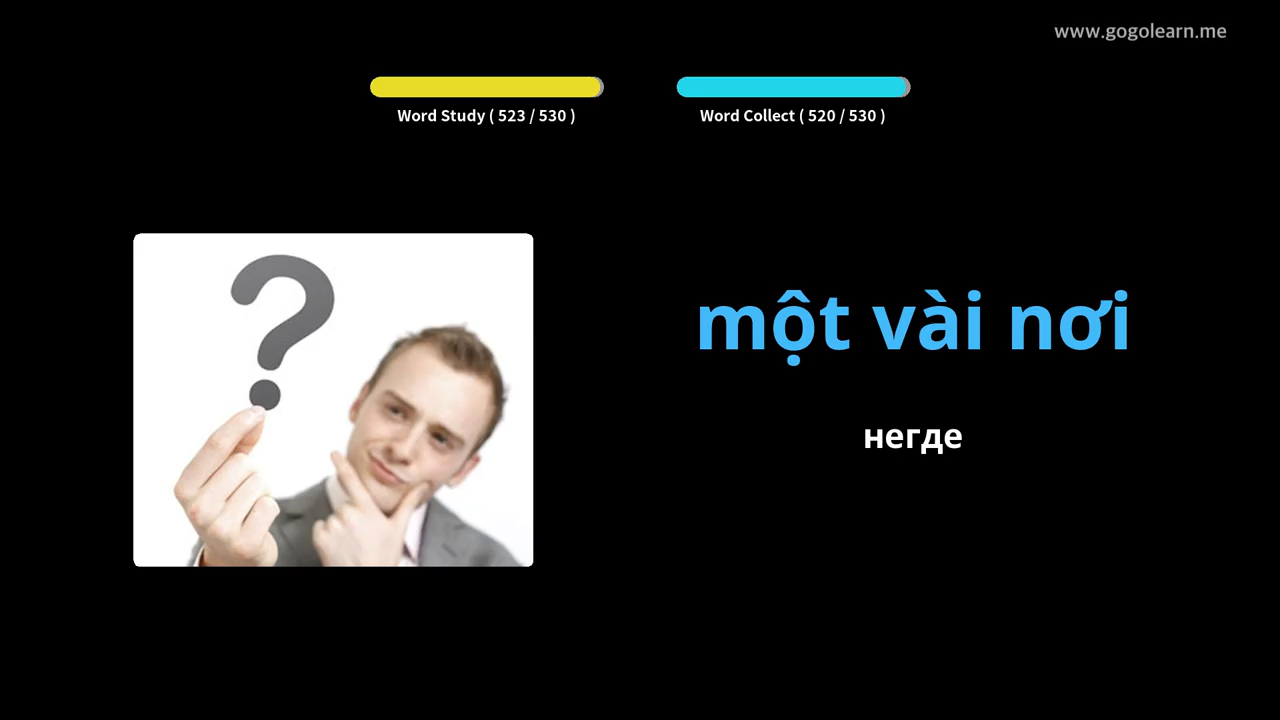 www.gogolearn.me
Word Study ( 523 / 530 )
Word Collect ( 520 / 530 )
?
một vài nơi
негде